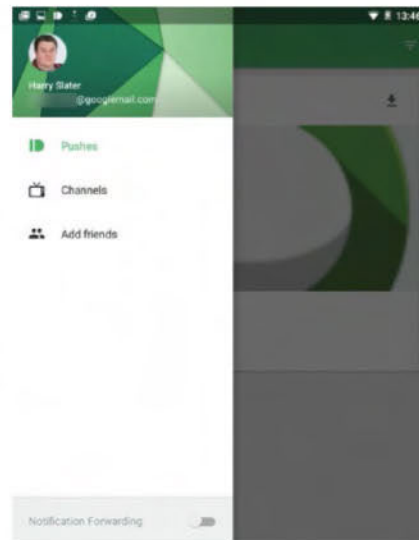 13:46
Harry Slater
@googlemail.com
Pushes
Channels
Add friends
Notification Forwarding